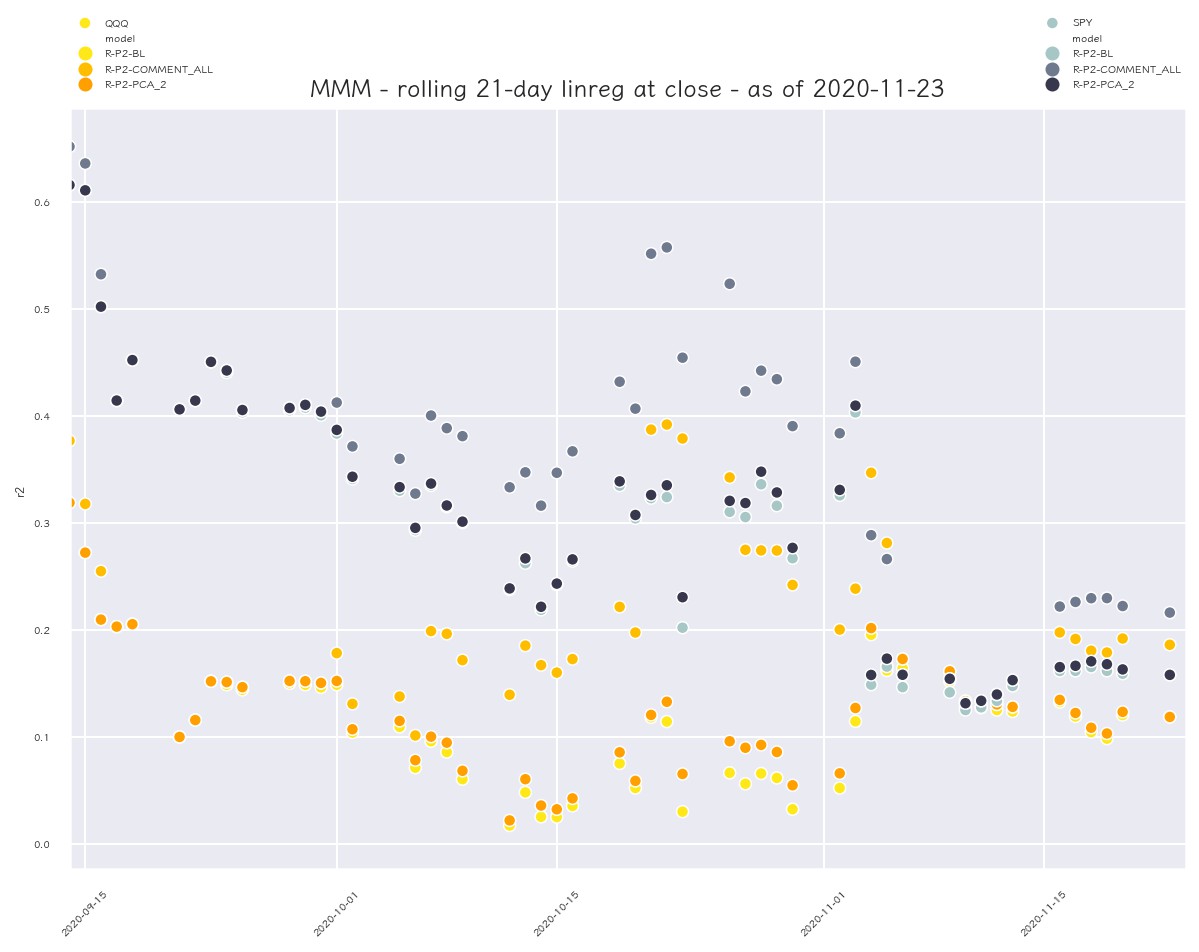 QQQ
model
R-P2-BL
R-P2-COMMENT_ALL
R-P2-PCA_2
SPY
model
R-P2-BL
R-P2-COMMENT_ALL
R-P2-PCA_2
MMM - rolling 21-day linreg at close - as of 2020-11-23
r2
0.6
0.5
0.4
0.3
0.2
0.1
0.0
2020-09-15
2020-10-01
2020-10-15
2020-11-01
2020-11-15